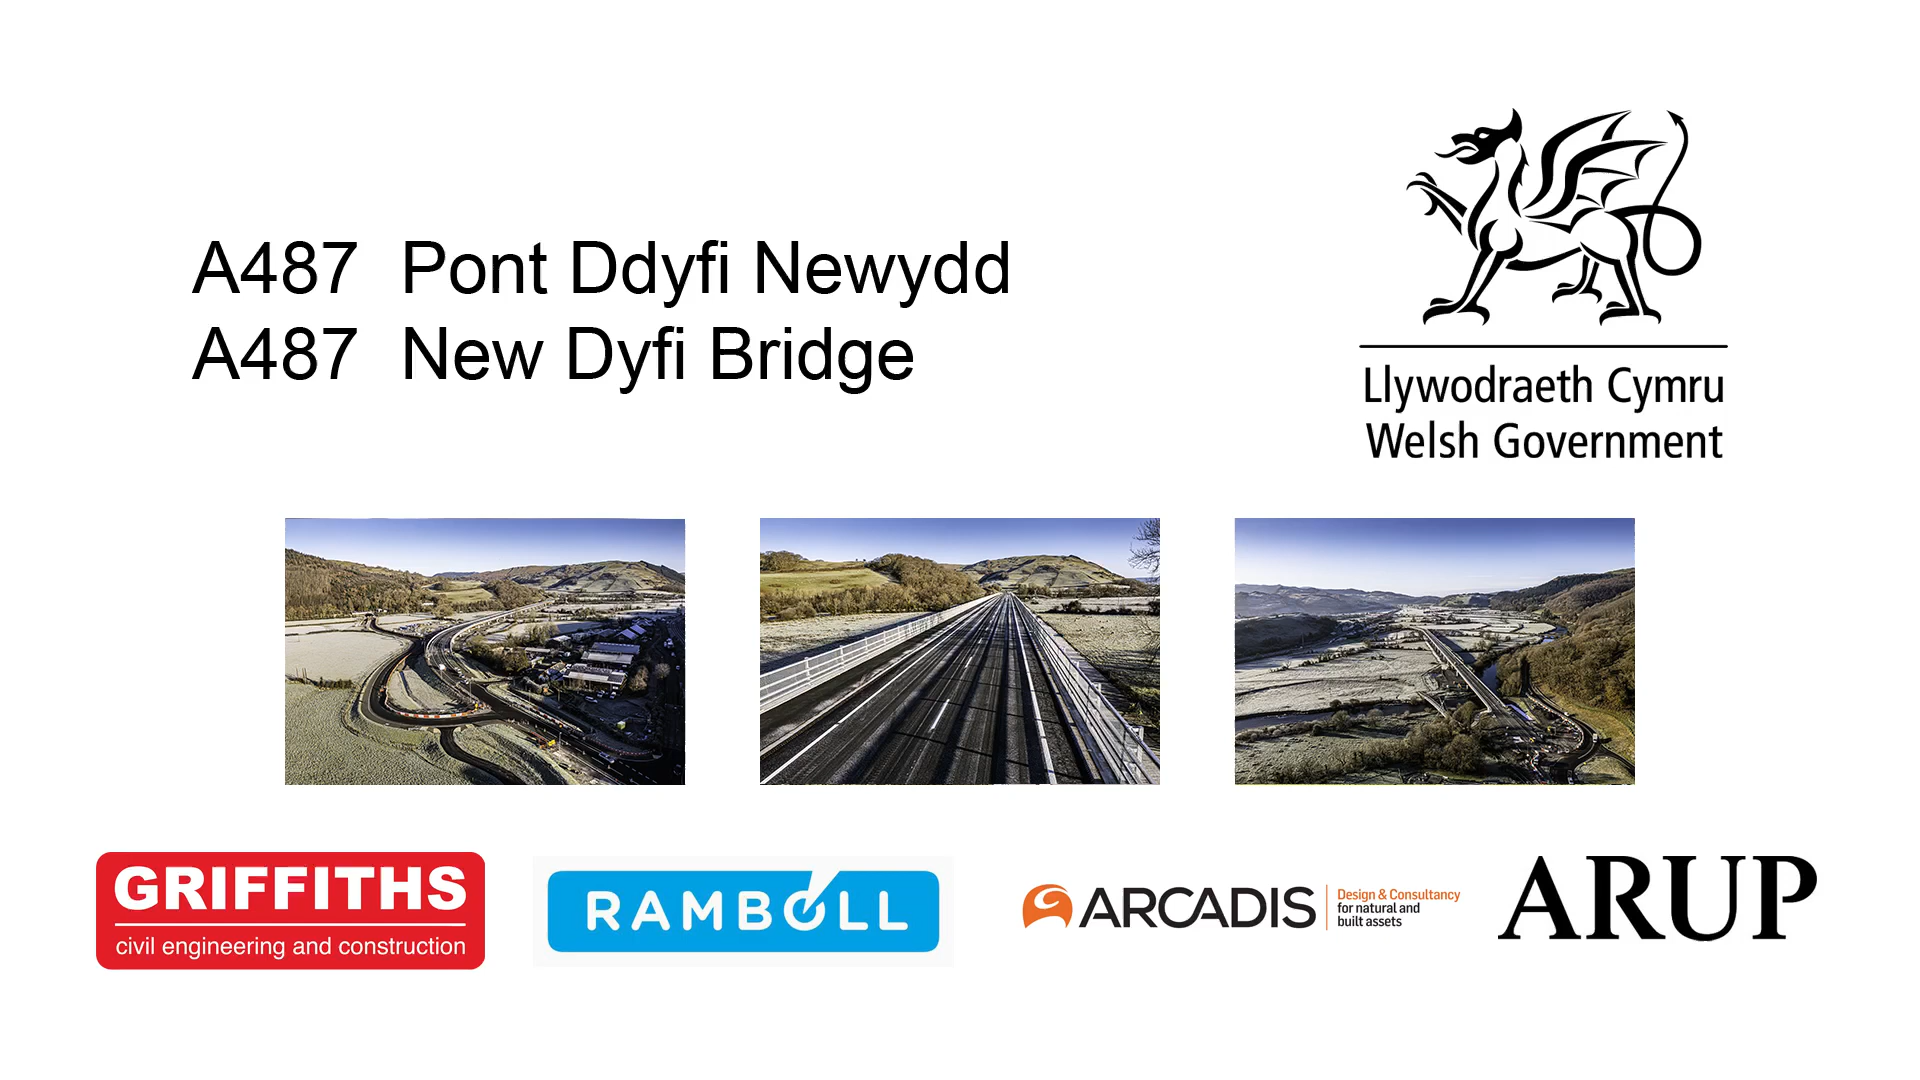 A487 Pont Ddyfi Newydd
A487 New Dyfi Bridge
Llywodraeth Cymru
Welsh Government
GRIFFITHS
civil engineering and construction
RAMBOLL
ARCADIS
Design & Consultancy
for natural and
built assets
ARUP